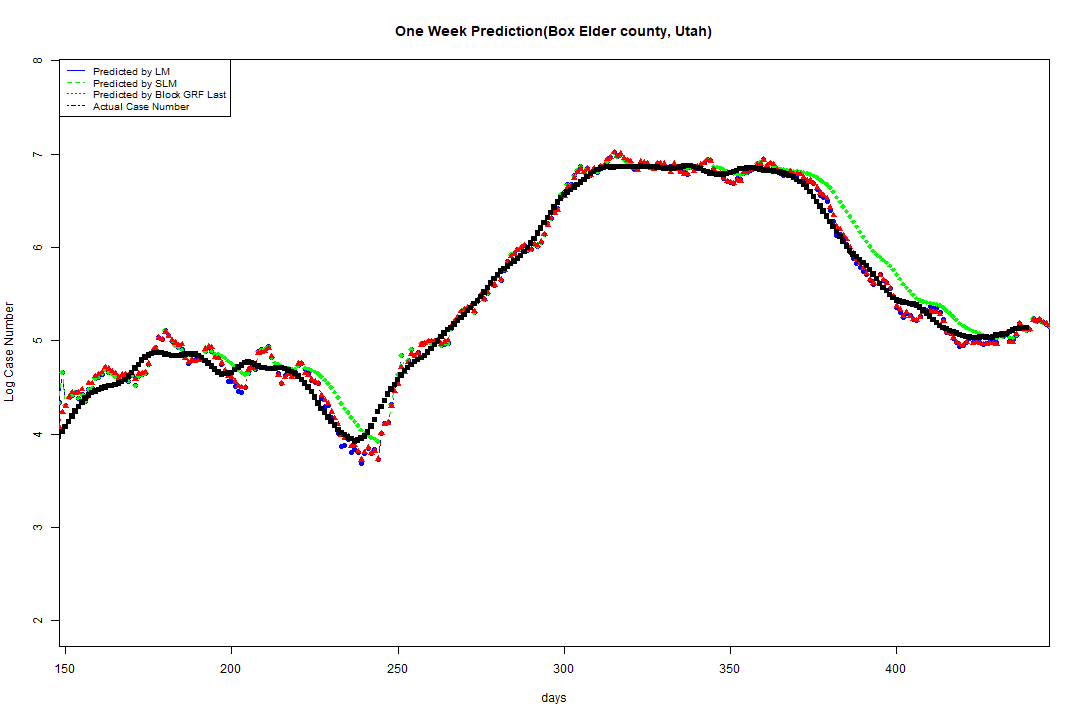 One Week Prediction(Box Elder county, Utah)
Predicted by LM
Predicted by SLM
Predicted by Block GRF Last
Actual Case Number
8
7
6
5
4
3
2
Log Case Number
150 200 250 300 350 400
days